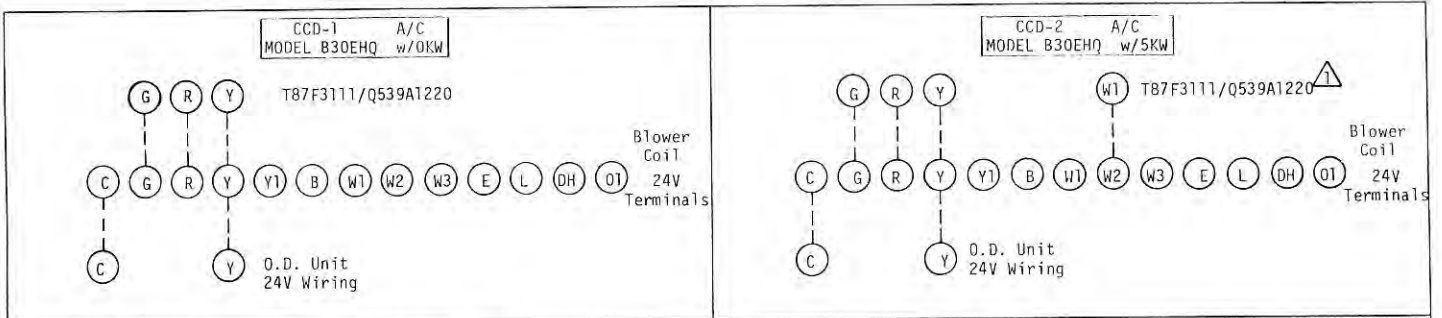 CCD-1 A/C
MODEL B30EHQ w/0KW
G R Y T87F3111/Q539A1220
C G R Y Y1 B W1 W2 W3 E L DH 01
Blower
Coil
24V
Terminals
C Y O.D. Unit
24V Wiring
CCD-2 A/C
MODEL B30EHQ w/5KW
G R Y W1 T87F3111/Q539A1220 1
C G R Y Y1 B W1 W2 W3 E L DH 01
Blower
Coil
24V
Terminals
C Y O.D. Unit
24V Wiring